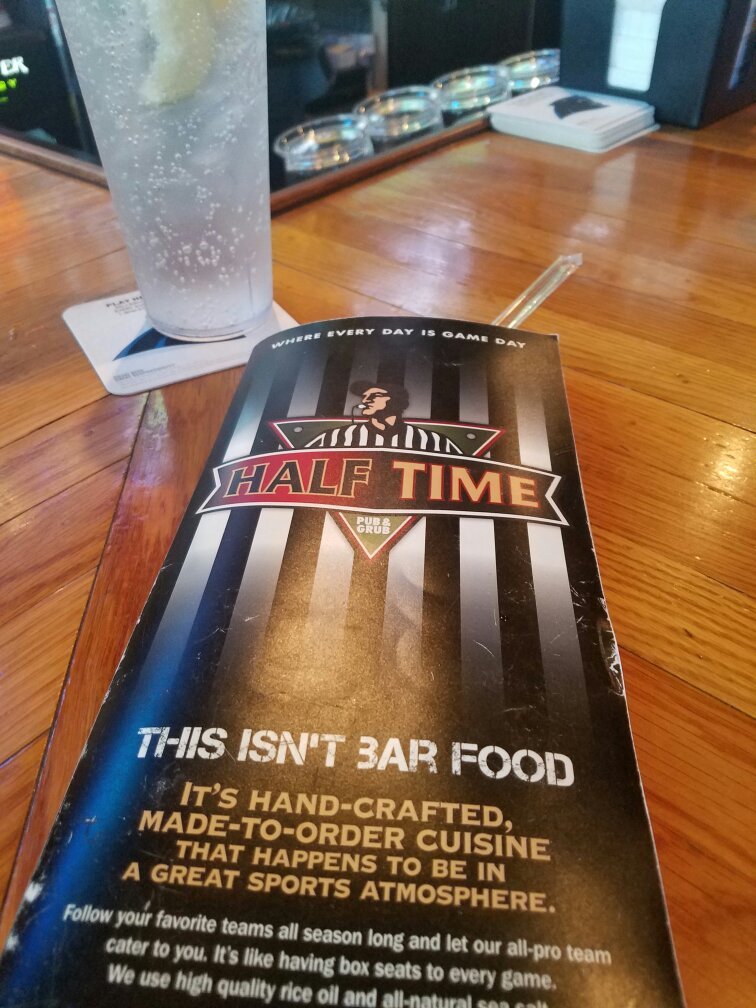 WHERE EVERY DAY IS GAME DAY
HALF TIME
PUB &
GRUB
THIS ISN'T BAR FOOD
IT'S HAND-CRAFTED,
MADE-TO-ORDER CUISINE
THAT HAPPENS TO BE IN
A GREAT SPORTS ATMOSPHERE.
Follow your favorite teams all season long and let our all-pro team
cater to you. It's like having box seats to every game.
We use high quality rice oil and all-natural sea
ER
PLAY